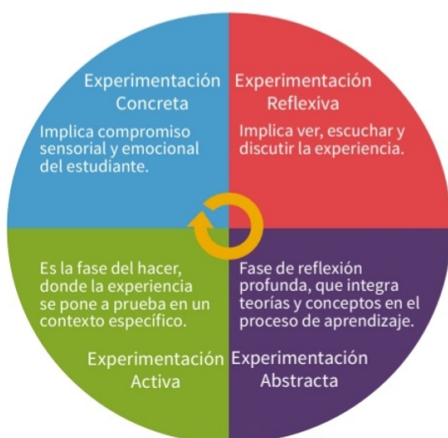 Experimentación
Concreta
Implica compromiso
sensorial y emocional
del estudiante.
Experimentación
Reflexiva
Implica ver, escuchar y
discutir la experiencia.
Es la fase del hacer,
donde la experiencia
se pone a prueba en un
contexto específico.
Experimentación
Activa
Fase de reflexión
profunda, que integra
teorías y conceptos en el
proceso de aprendizaje.
Experimentación
Abstracta